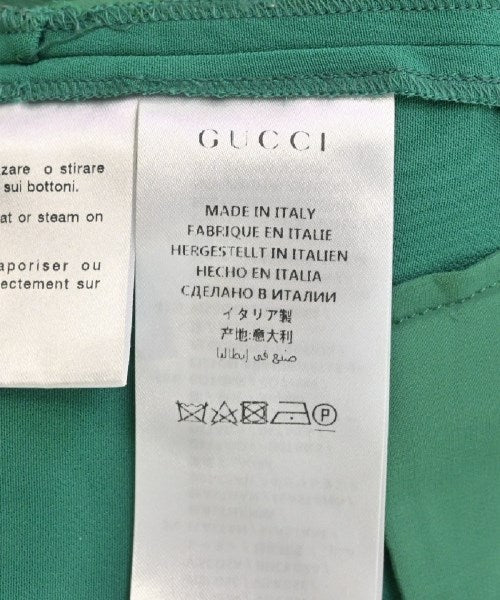 GUCCI
MADE IN ITALY
FABRIQUE EN ITALIE
HERGESTELLT IN ITALIEN
HECHO EN ITALIA
СДЕЛАНО В ИТАЛИИ
イタリア製
产地:意大利
صنع في إيطاليا
P
zzare o stirare
sui bottoni.
at or steam on
aporiser ou
ectement sur